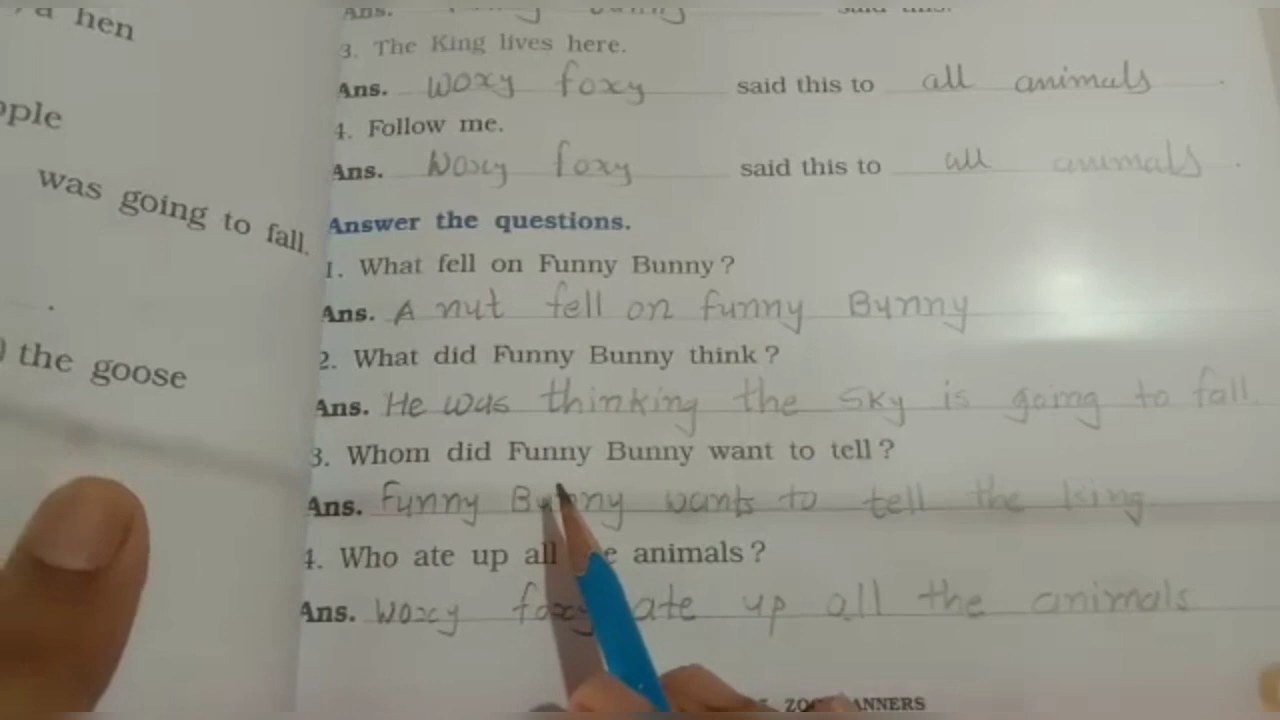 a hen
ople
was going to fall.
.
) the goose
Ans.
3. The King lives here.
Ans. woxy foxy said this to all animals .
4. Follow me.
Ans. Woxy foxy said this to all animals .
Answer the questions.
1. What fell on Funny Bunny?
Ans. A nut fell on funny Bunny
2. What did Funny Bunny think?
Ans. He was thinking the sky is going to fall
3. Whom did Funny Bunny want to tell?
Ans. Funny Bunny wants to tell the king
4. Who ate up all animals?
Ans. Woxy foxy ate up all the animals